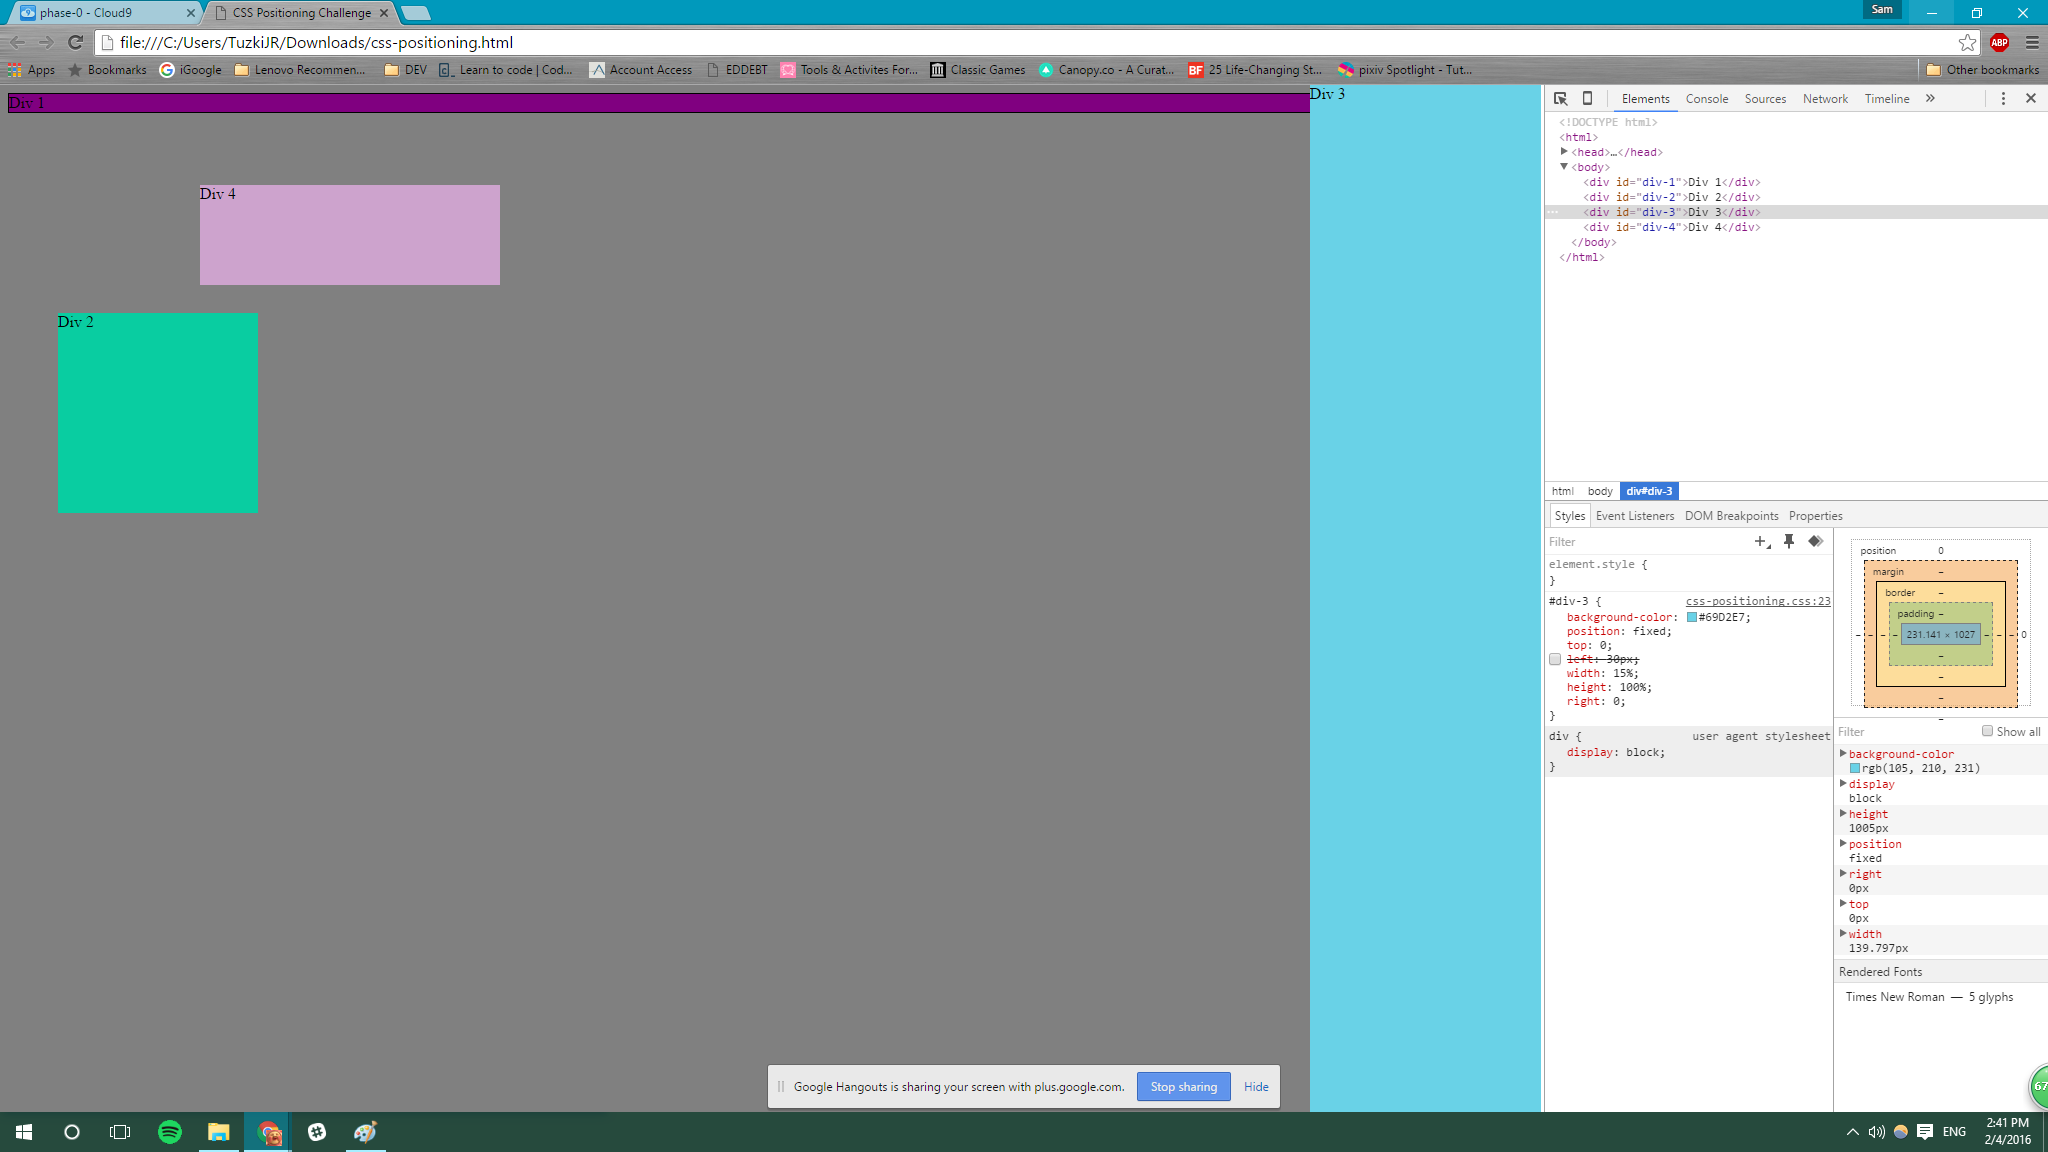 phase-0 - Cloud9
CSS Positioning Challenge
Sam
file:///C:/Users/TuzkiJR/Downloads/css-positioning.html
ABP
Apps Bookmarks iGoogle Lenovo Recommen... DEV Learn to code | Cod... Account Access EDDEBT Tools & Activites For... Classic Games Canopy.co - A Curat... BF 25 Life-Changing St... pixiv Spotlight - Tut... Other bookmarks
Div 1
Div 3
Div 4
Div 2
Elements Console Sources Network Timeline »
<!DOCTYPE html>
<html>
<head>…</head>
<body>
<div id="div-1">Div 1</div>
<div id="div-2">Div 2</div>
<div id="div-3">Div 3</div>
<div id="div-4">Div 4</div>
</body>
</html>
html body div#div-3
Styles Event Listeners DOM Breakpoints Properties
Filter
element.style {
}
#div-3 { css-positioning.css:23
background-color: #69D2E7;
position: fixed;
top: 0;
left: 30px;
width: 15%;
height: 100%;
right: 0;
}
div { user agent stylesheet
display: block;
}
position 0
margin -
border -
padding -
- - - - 231.141 × 1027 - - - 0
-
-
-
-
Filter Show all
background-color
rgb(105, 210, 231)
display
block
height
1005px
position
fixed
right
0px
top
0px
width
139.797px
Rendered Fonts
Times New Roman — 5 glyphs
Google Hangouts is sharing your screen with plus.google.com. Stop sharing Hide
67
ENG
2:41 PM
2/4/2016